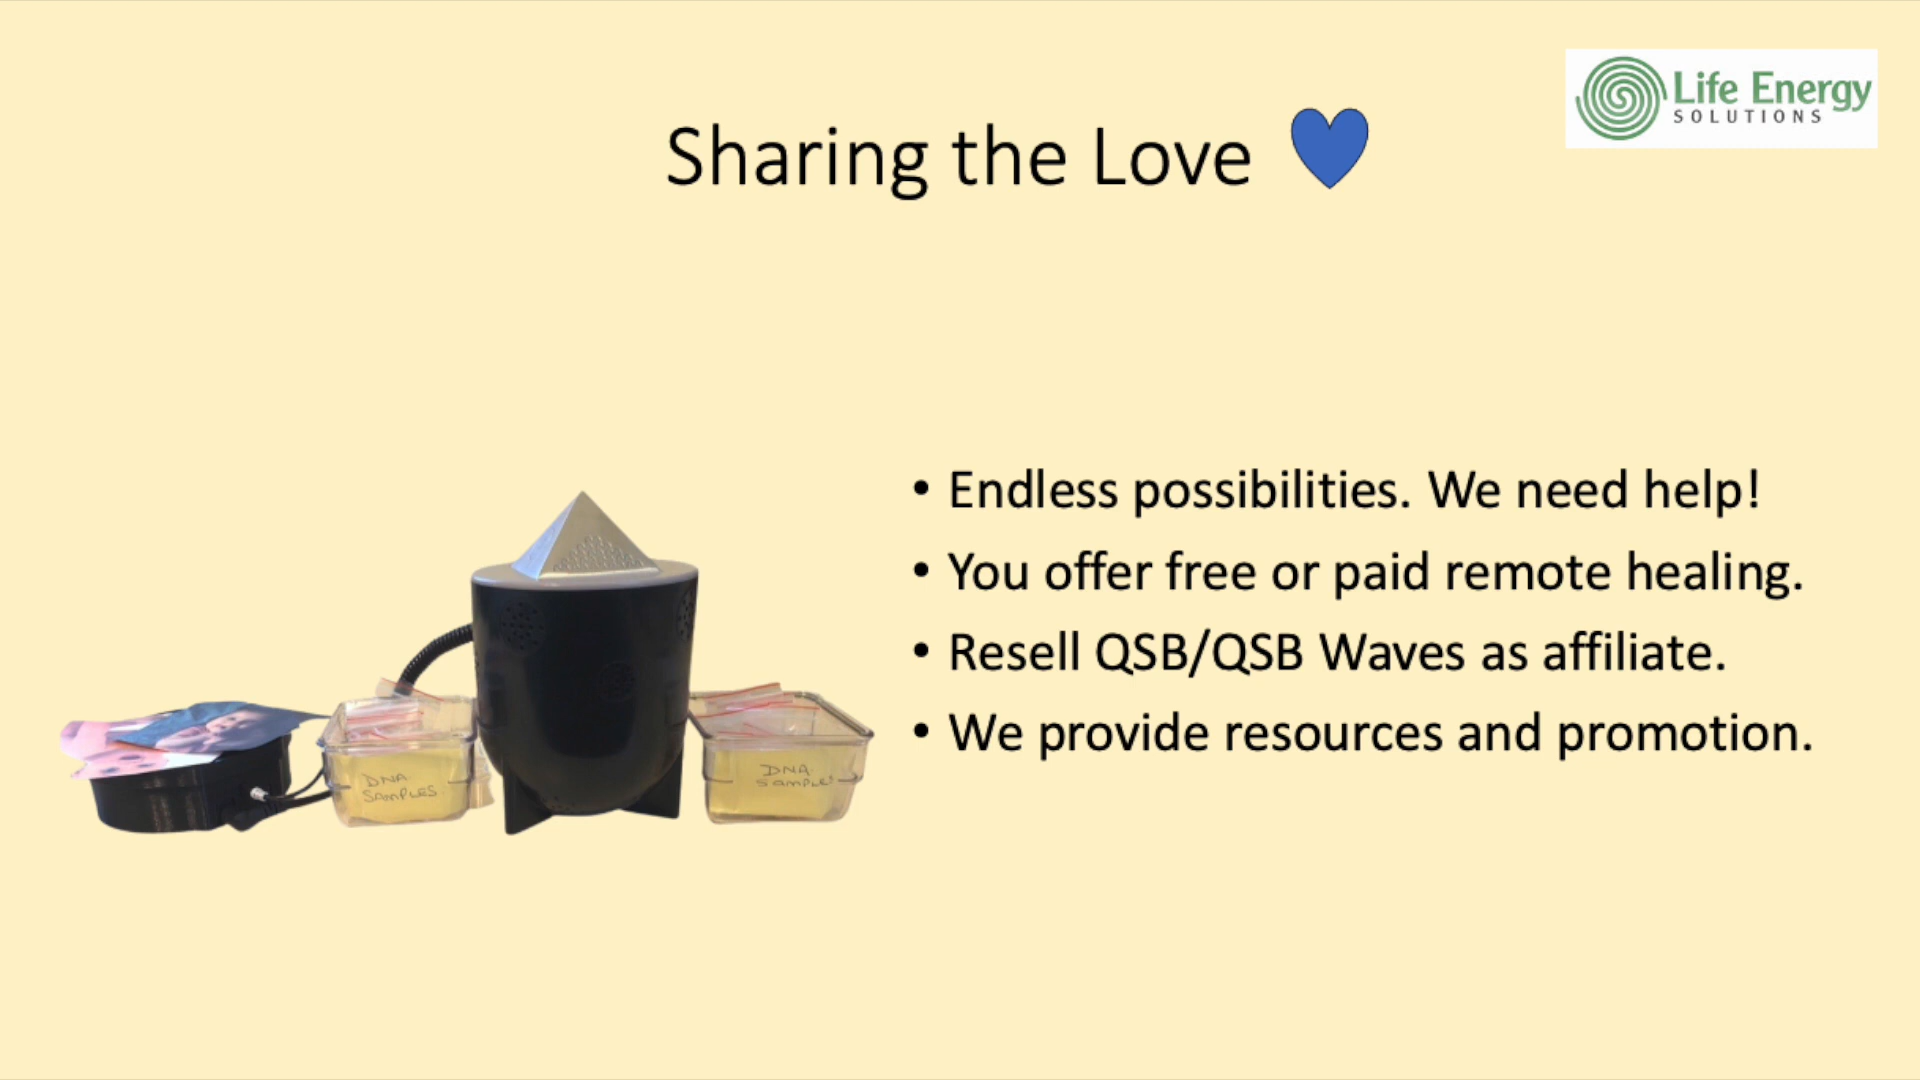 Life Energy
SOLUTIONS
Sharing the Love
• Endless possibilities. We need help!
• You offer free or paid remote healing.
• Resell QSB/QSB Waves as affiliate.
• We provide resources and promotion.
DNA
SAMPLES
DNA
SAMPLES